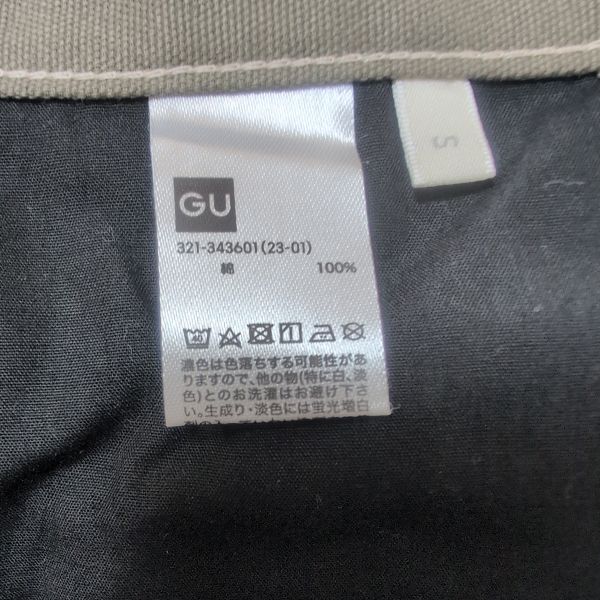 GU
321-343601(23-01)
綿 100%
40
濃色は色落ちする可能性があ
りますので、他の物(特に白、淡
色)とのお洗濯はお避け下さ
い。生成り・淡色には蛍光増白
S